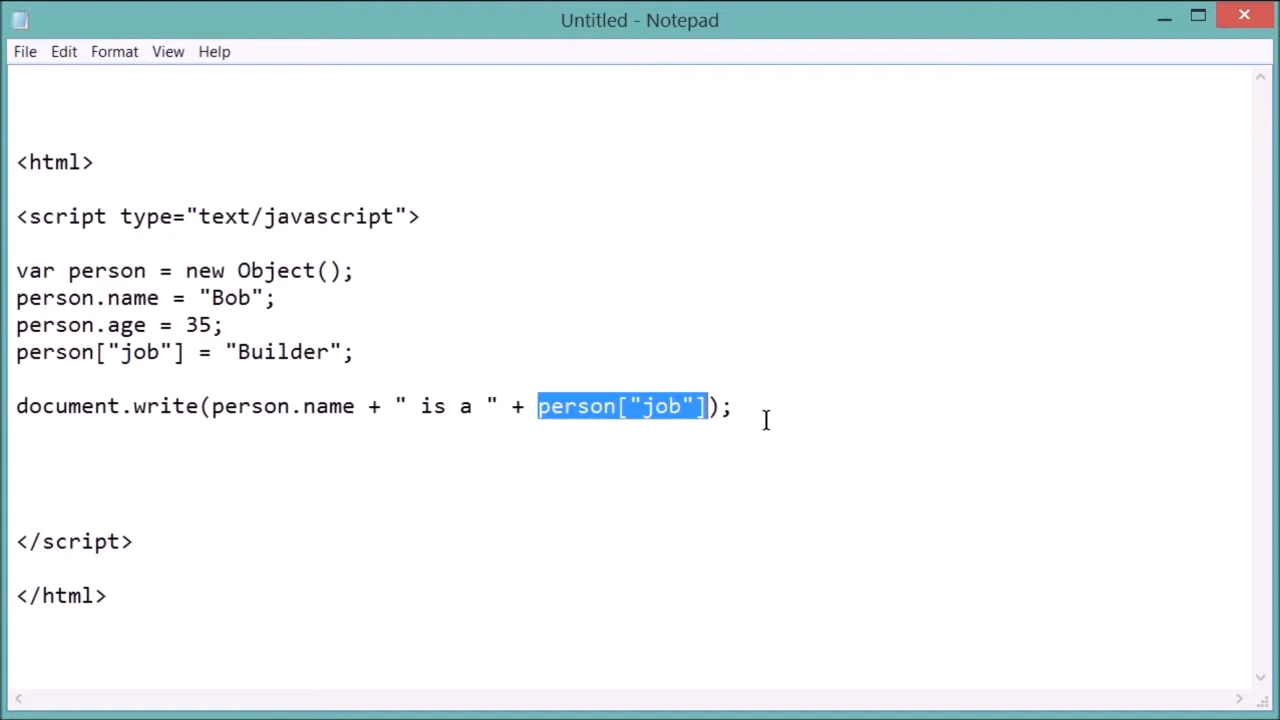 Untitled - Notepad
File Edit Format View Help
<html>
<script type="text/javascript">
var person = new Object();
person.name = "Bob";
person.age = 35;
person["job"] = "Builder";
document.write(person.name + " is a " + person["job"]);
</script>
</html>